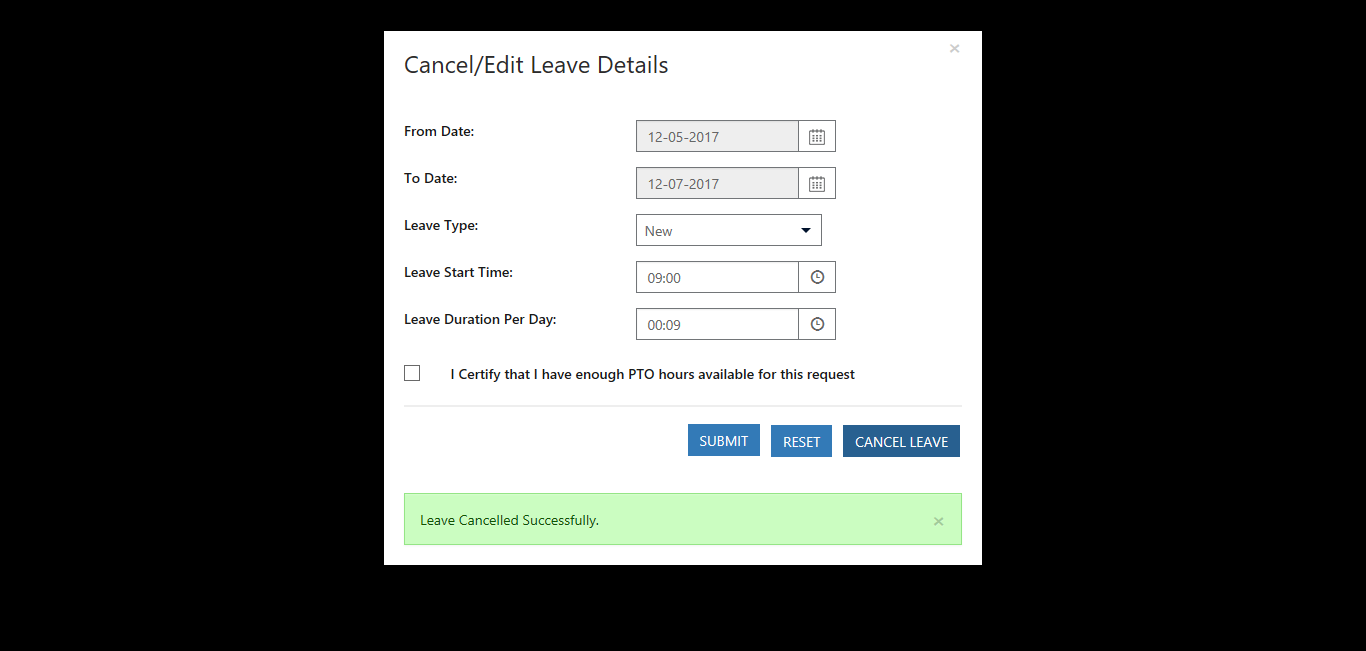 ×
Cancel/Edit Leave Details
From Date: 12-05-2017
To Date: 12-07-2017
Leave Type: New
Leave Start Time: 09:00
Leave Duration Per Day: 00:09
I Certify that I have enough PTO hours available for this request
SUBMIT RESET CANCEL LEAVE
Leave Cancelled Successfully. ×